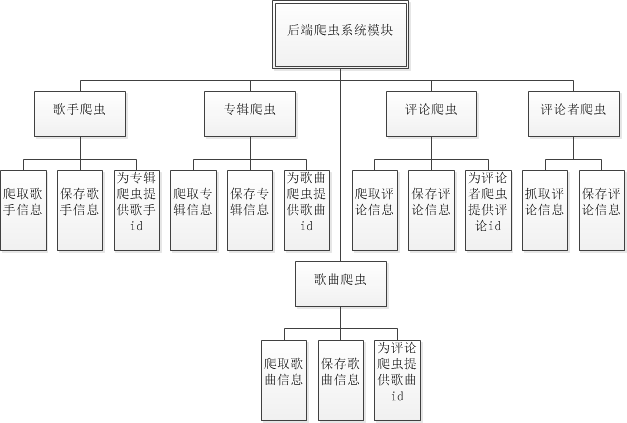 后端爬虫系统模块
歌手爬虫
专辑爬虫
评论爬虫
评论者爬虫
爬取歌
手信息
保存歌
手信息
为专辑
爬虫提
供歌手
id
爬取专
辑信息
保存专
辑信息
为歌曲
爬虫提
供歌曲
id
爬取评
论信息
保存评
论信息
为评论
者爬虫
提供评
论id
抓取评
论信息
保存评
论信息
歌曲爬虫
爬取歌
曲信息
保存歌
曲信息
为评论
爬虫提
供歌曲
id